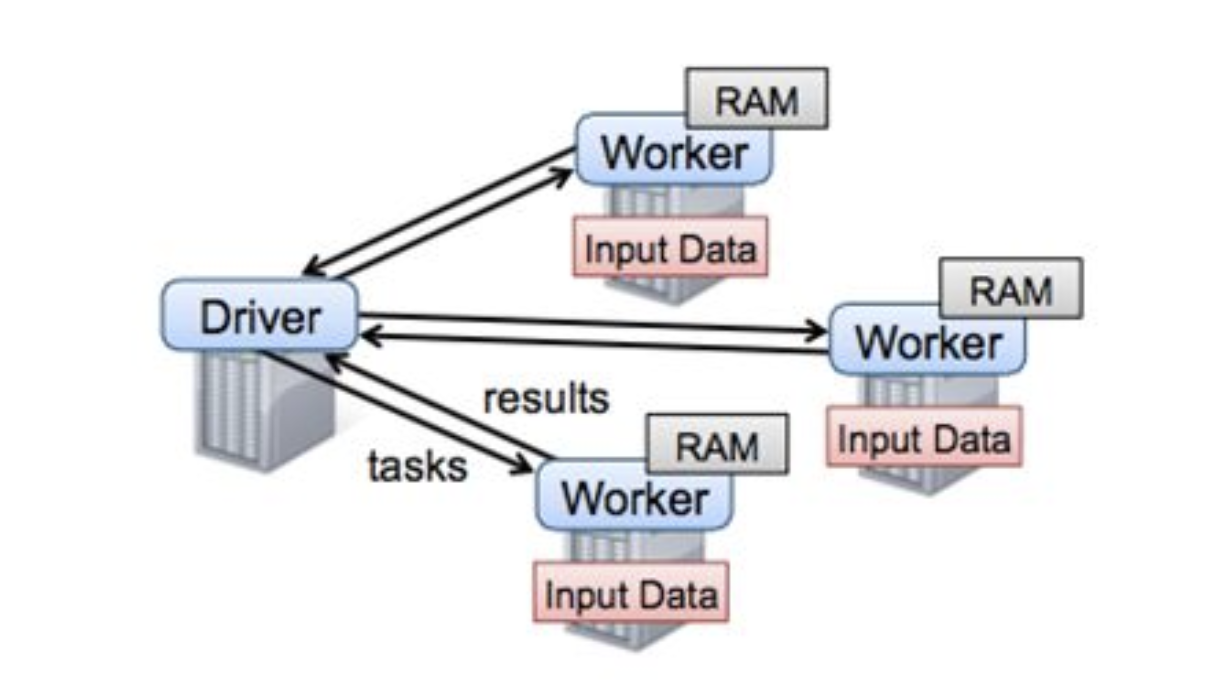 RAM
Worker
Input Data
RAM
Driver
Worker
results
Input Data
RAM
tasks
Worker
Input Data